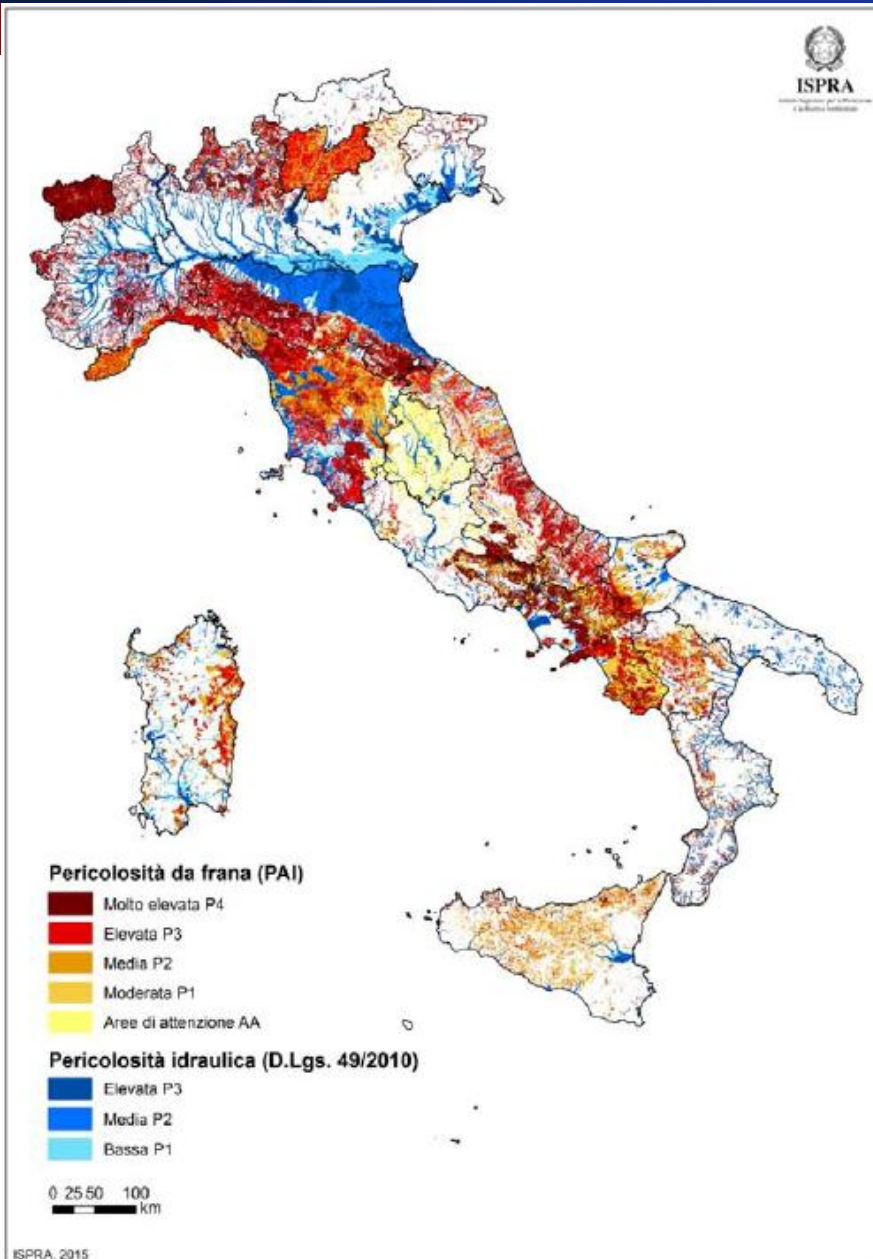 ISPRA
Pericolosità da frana (PAI)
Molto elevata P4
Elevata P3
Media P2
Moderata P1
Aree di attenzione AA
Pericolosità idraulica (D.Lgs. 49/2010)
Elevata P3
Media P2
Bassa P1
0 25 50 100
km
ISPRA, 2015